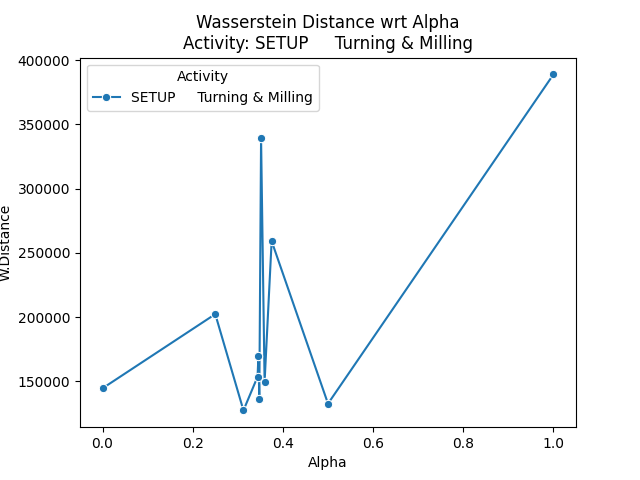 Wasserstein Distance wrt Alpha
Activity: SETUP     Turning & Milling
Activity
SETUP     Turning & Milling
400000
350000
300000
250000
200000
150000
W.Distance
0.0
0.2
0.4
0.6
0.8
1.0
Alpha